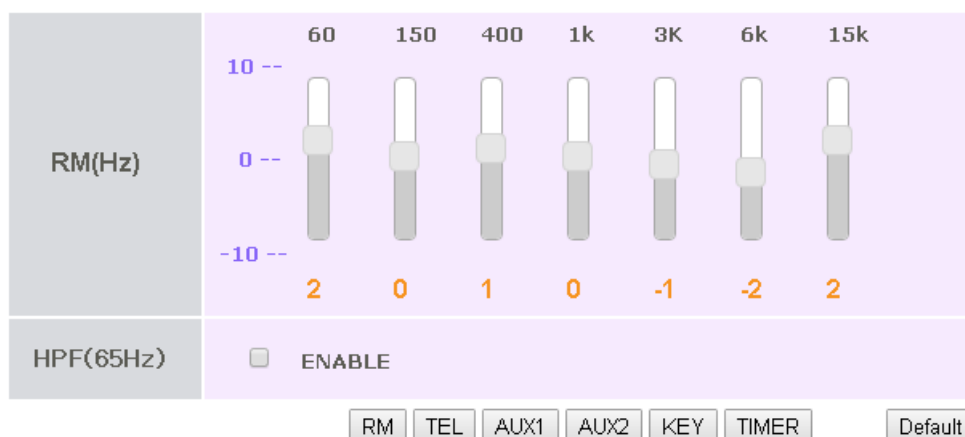 60 150 400 1k 3K 6k 15k
10 --
RM(Hz)
0 --
-10 --
2 0 1 0 -1 -2 2
HPF(65Hz) ENABLE
RM TEL AUX1 AUX2 KEY TIMER Default